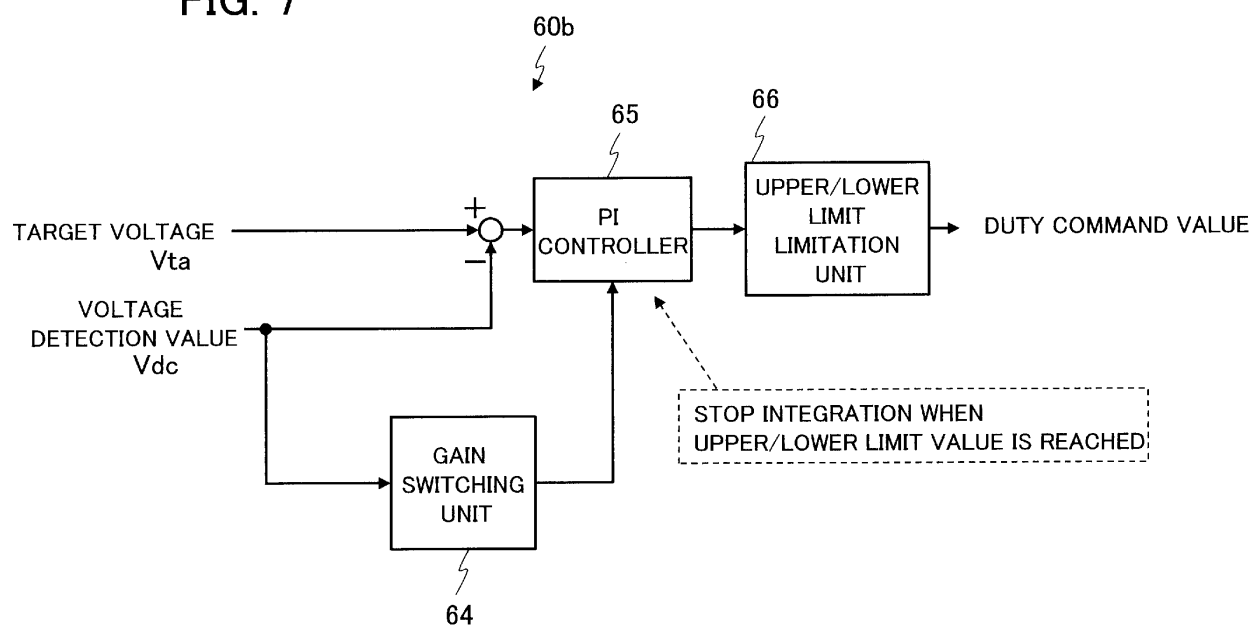 FIG. 7
60b
65
66
UPPER/LOWER
LIMIT
LIMITATION
UNIT
PI
CONTROLLER
+
−
TARGET VOLTAGE
Vta
DUTY COMMAND VALUE
VOLTAGE
DETECTION VALUE
Vdc
STOP INTEGRATION WHEN
UPPER/LOWER LIMIT VALUE IS REACHED
GAIN
SWITCHING
UNIT
64